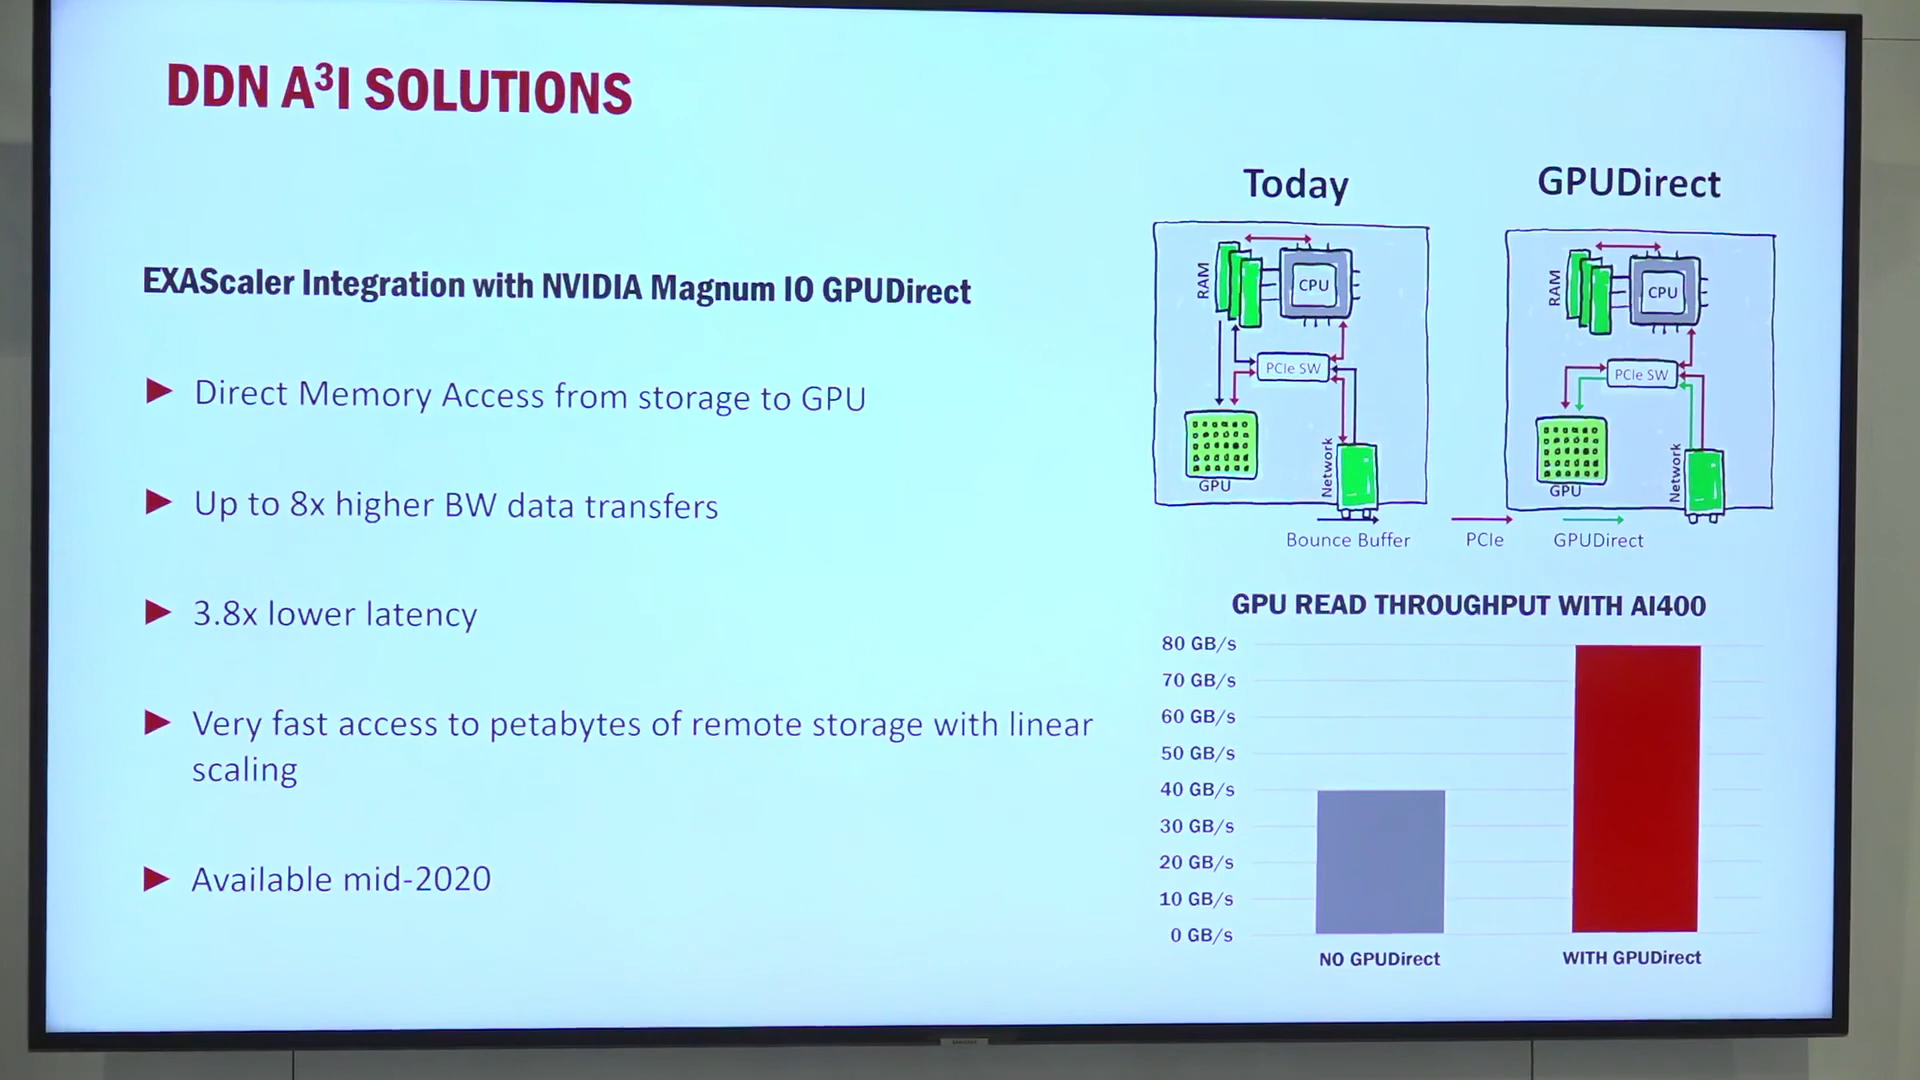 DDN A³I SOLUTIONS
EXAScaler Integration with NVIDIA Magnum IO GPUDirect
Direct Memory Access from storage to GPU
Up to 8x higher BW data transfers
3.8x lower latency
Very fast access to petabytes of remote storage with linear
scaling
Available mid-2020
Today
RAM
CPU
PCIe SW
GPU
Network
GPUDirect
RAM
CPU
PCIe SW
GPU
Network
Bounce Buffer
PCIe
GPUDirect
GPU READ THROUGHPUT WITH AI400
80 GB/s
70 GB/s
60 GB/s
50 GB/s
40 GB/s
30 GB/s
20 GB/s
10 GB/s
0 GB/s
NO GPUDirect
WITH GPUDirect